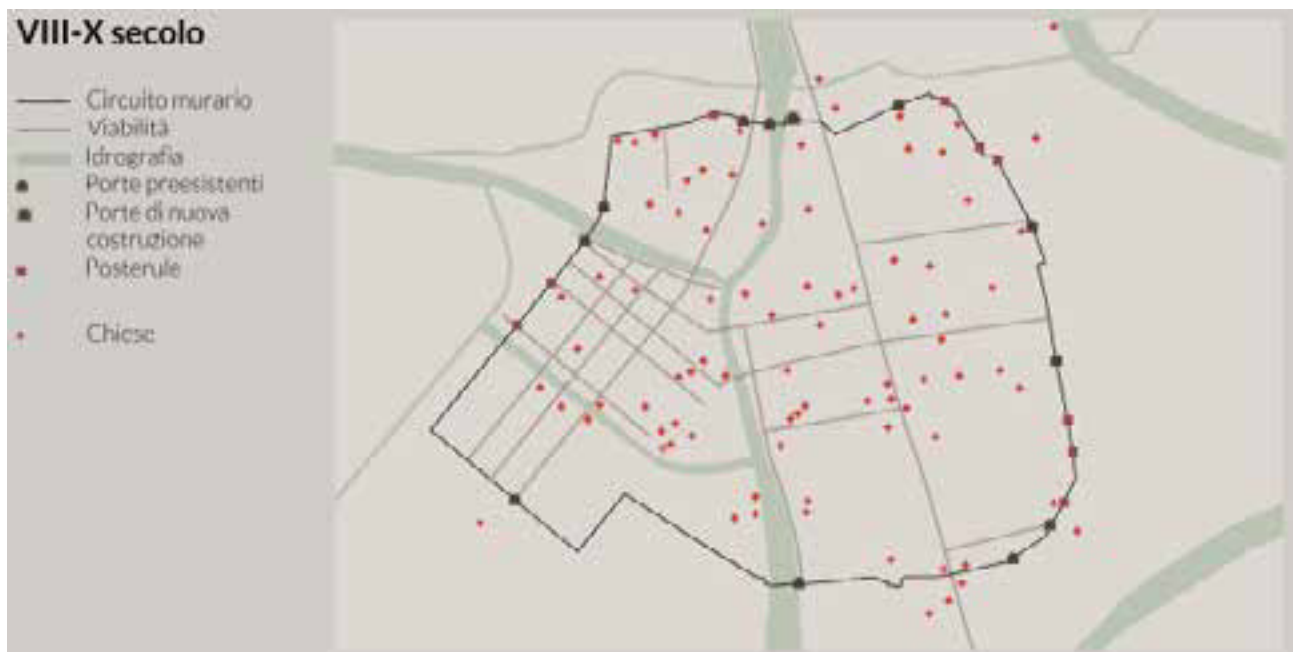 VIII-X secolo
Circuito murario
Viabilità
Idrografia
Porte preesistenti
Porte di nuova
costruzione
Posterule
Chiese